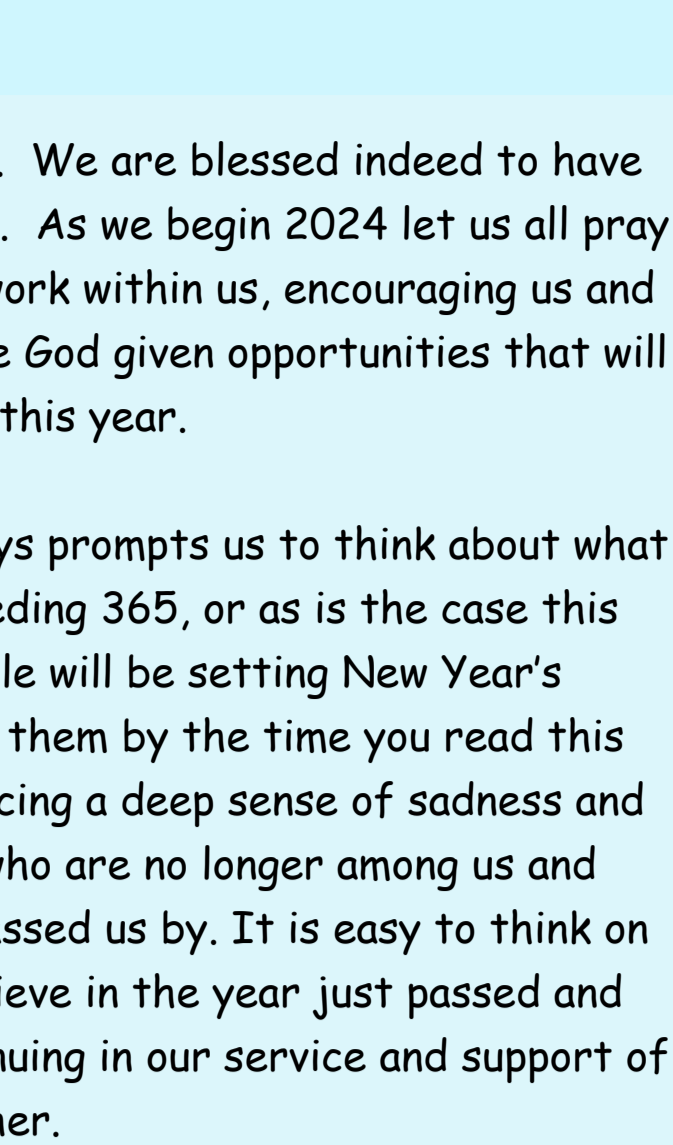 . We are blessed indeed to have
. As we begin 2024 let us all pray
ork within us, encouraging us and
e God given opportunities that will
this year.
ys prompts us to think about what
eding 365, or as is the case this
le will be setting New Year’s
them by the time you read this
cing a deep sense of sadness and
who are no longer among us and
ssed us by. It is easy to think on
ieve in the year just passed and
nuing in our service and support of
her.